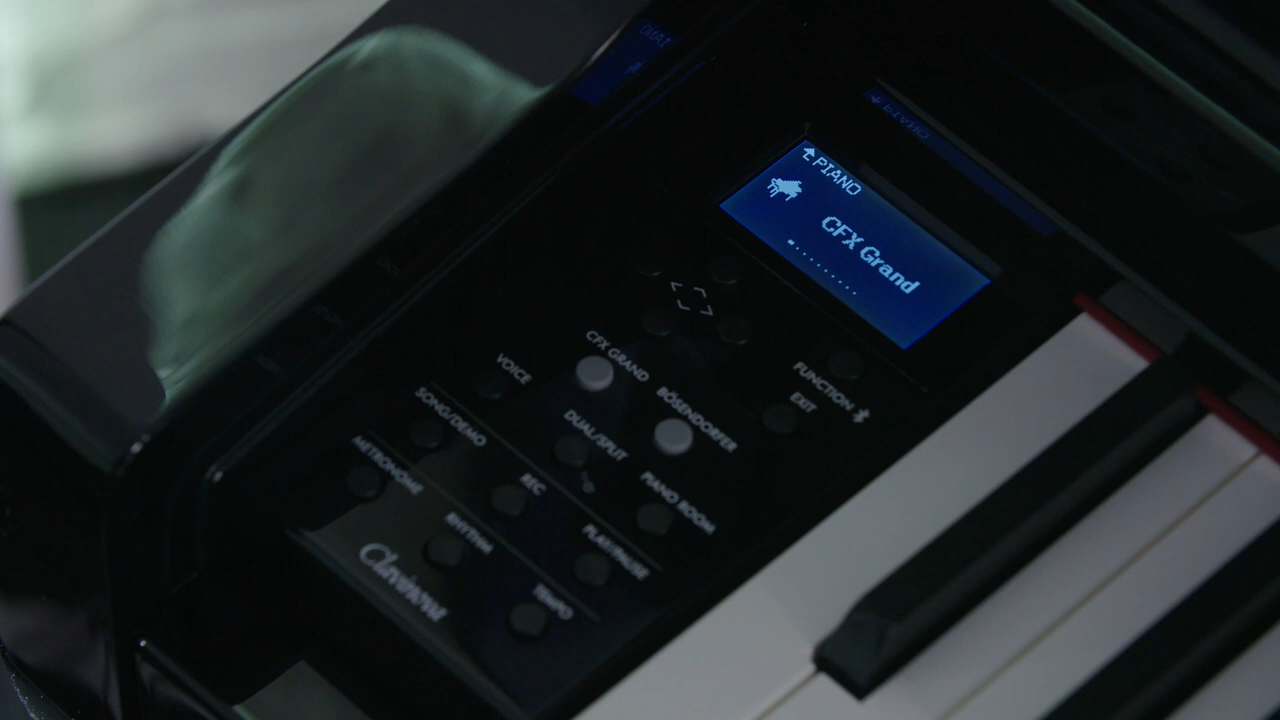 PIANO
CFX Grand
FUNCTION
EXIT
CFX GRAND
BÖSENDORFER
VOICE
DUAL/SPLIT
PIANO ROOM
SONG/DEMO
REC
PLAY/PAUSE
METRONOME
RHYTHM
TEMPO
Clavinova